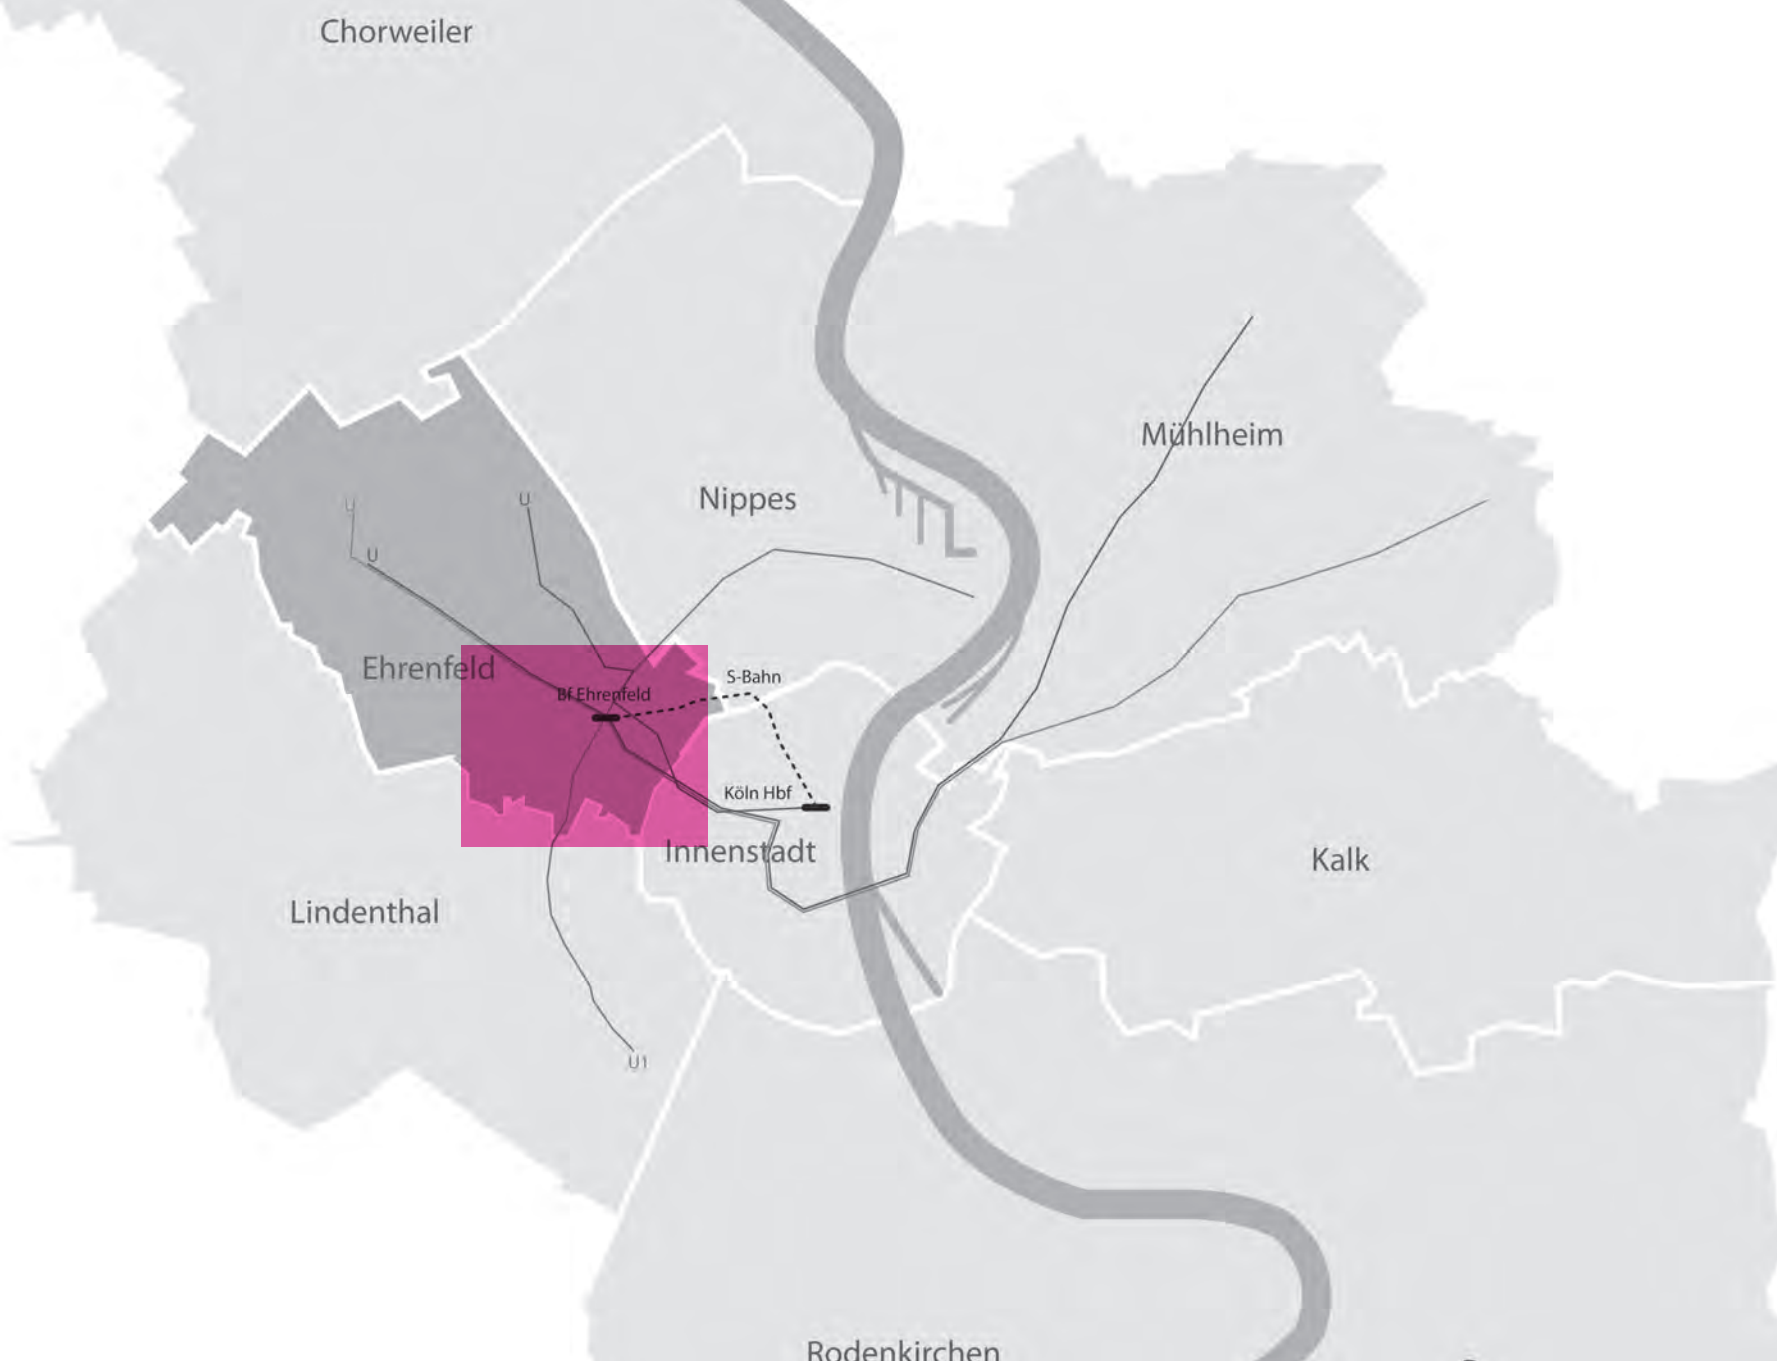 Chorweiler
Mühlheim
Nippes
U
U
U
Ehrenfeld
S-Bahn
Bf Ehrenfeld
Köln Hbf
Innenstadt
Kalk
Lindenthal
U1
Rodenkirchen